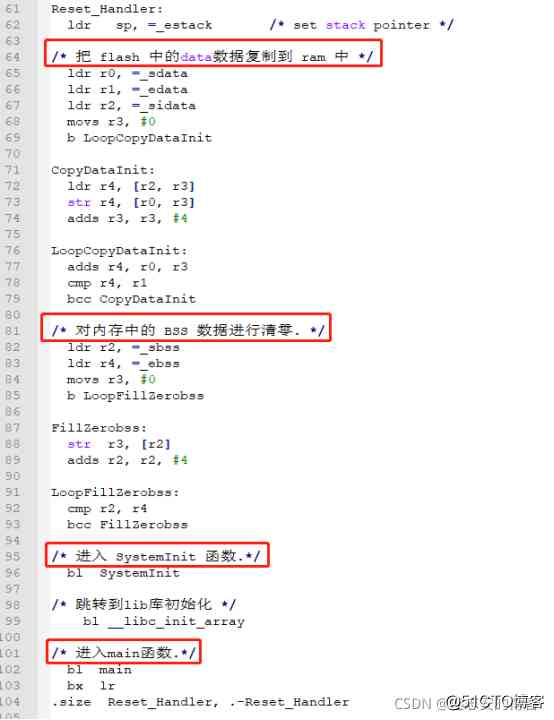 61 Reset_Handler:
62 ldr sp, =_estack /* set stack pointer */
63
64 /* 把 flash 中的data数据复制到 ram 中 */
65 ldr r0, =_sdata
66 ldr r1, =_edata
67 ldr r2, =_sidata
68 movs r3, #0
69 b LoopCopyDataInit
70
71 CopyDataInit:
72 ldr r4, [r2, r3]
73 str r4, [r0, r3]
74 adds r3, r3, #4
75
76 LoopCopyDataInit:
77 adds r4, r0, r3
78 cmp r4, r1
79 bcc CopyDataInit
80
81 /* 对内存中的 BSS 数据进行清零. */
82 ldr r2, =_sbss
83 ldr r4, =_ebss
84 movs r3, #0
85 b LoopFillZerobss
86
87 FillZerobss:
88 str r3, [r2]
89 adds r2, r2, #4
90
91 LoopFillZerobss:
92 cmp r2, r4
93 bcc FillZerobss
94
95 /* 进入 SystemInit 函数.*/
96 bl SystemInit
97
98 /* 跳转到lib库初始化 */
99 bl __libc_init_array
100
101 /* 进入main函数.*/
102 bl main
103 bx lr
104 .size Reset_Handler, .-Reset_Handler
105
CSDN @51CTO博客